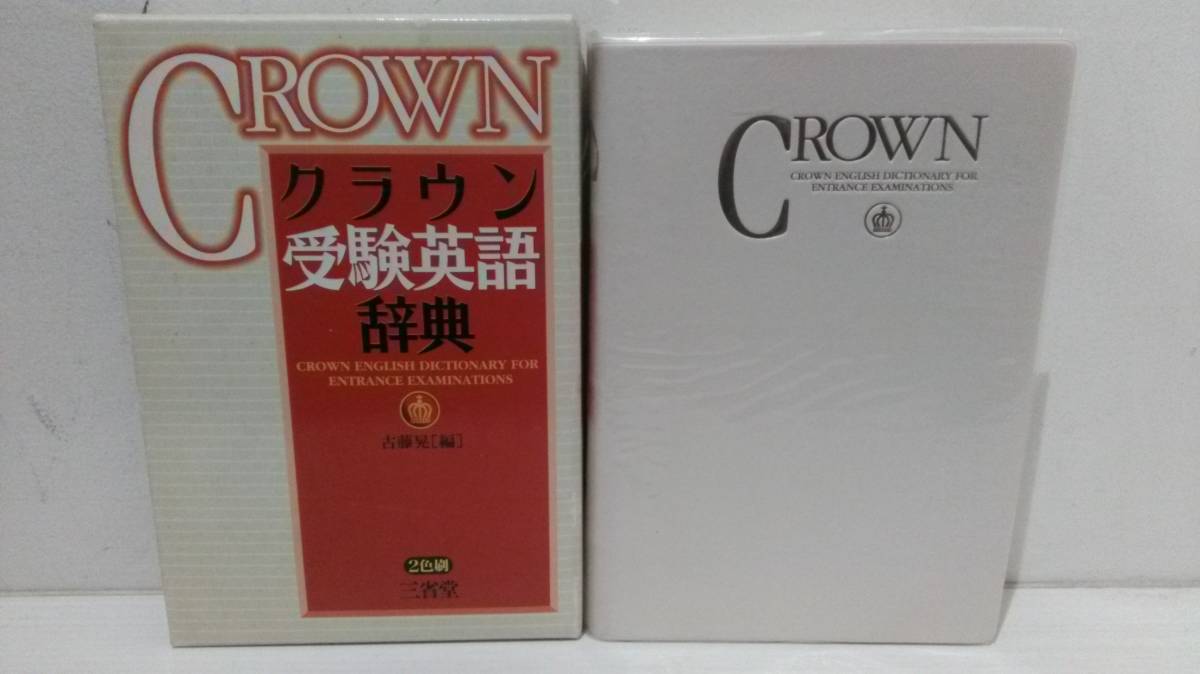 CROWN
クラウン
受験英語
辞典
CROWN ENGLISH DICTIONARY FOR
ENTRANCE EXAMINATIONS
古藤晃[編]
2色刷
三省堂
CROWN
CROWN ENGLISH DICTIONARY FOR
ENTRANCE EXAMINATIONS